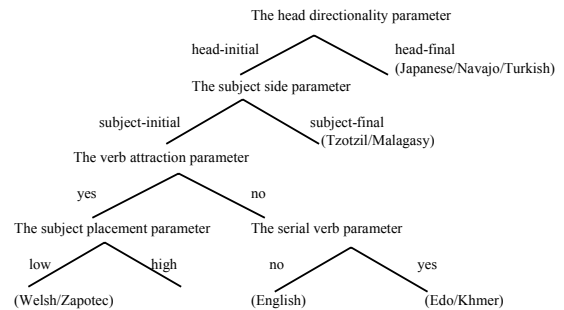 The head directionality parameter
head-initial head-final
(Japanese/Navajo/Turkish)
The subject side parameter
subject-initial subject-final
(Tzotzil/Malagasy)
The verb attraction parameter
yes no
The subject placement parameter The serial verb parameter
low high no yes
(Welsh/Zapotec) (English) (Edo/Khmer)